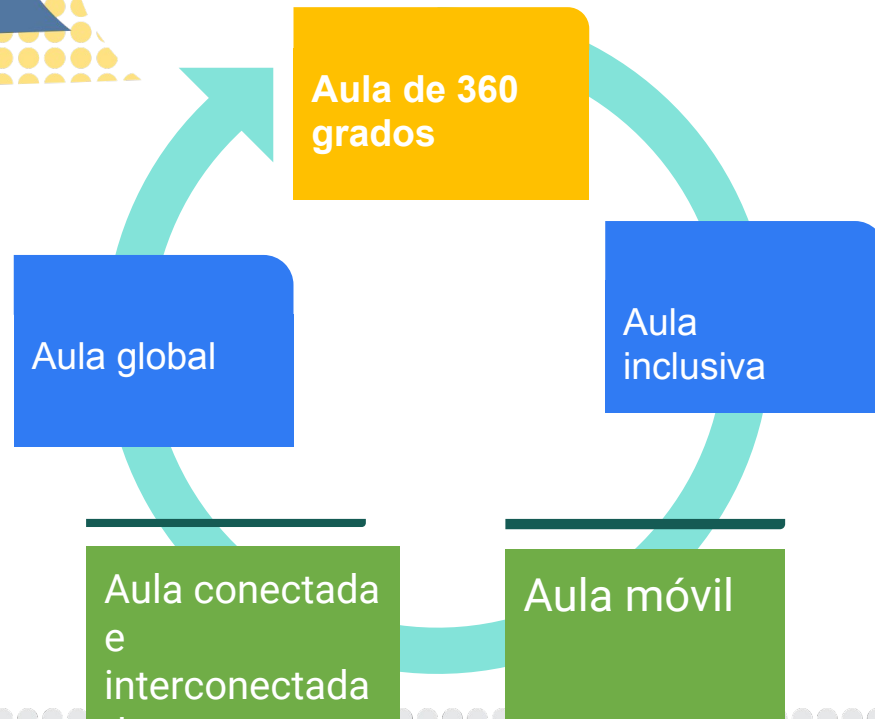 Aula de 360
grados
Aula
inclusiva
Aula móvil
Aula conectada
e
interconectada
Aula global